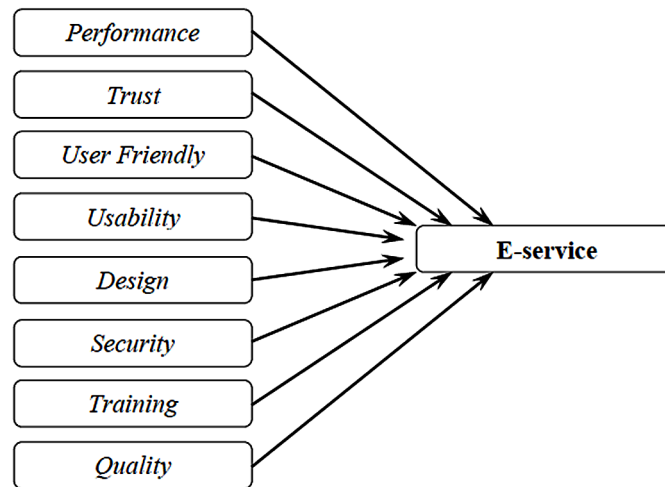 Performance
Trust
User Friendly
Usability
E-service
Design
Security
Training
Quality